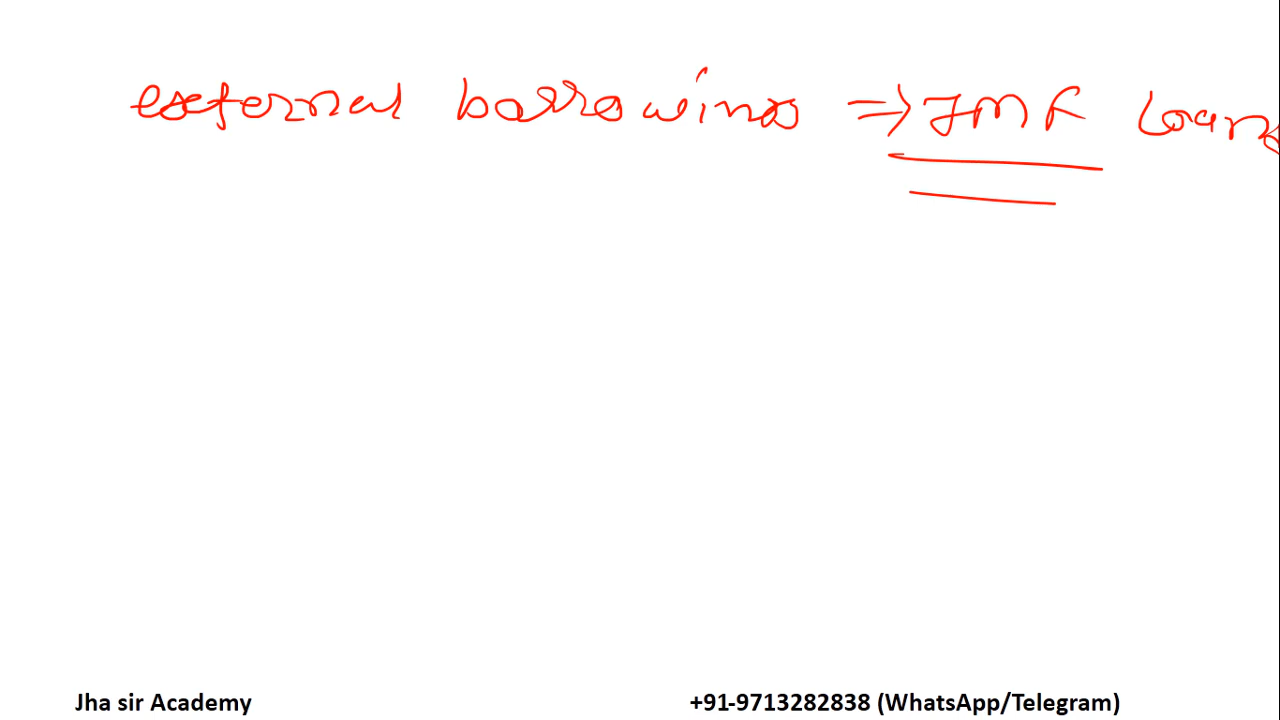 external borrowings ⇒ IMF Loans
Jha sir Academy +91-9713282838 (WhatsApp/Telegram)